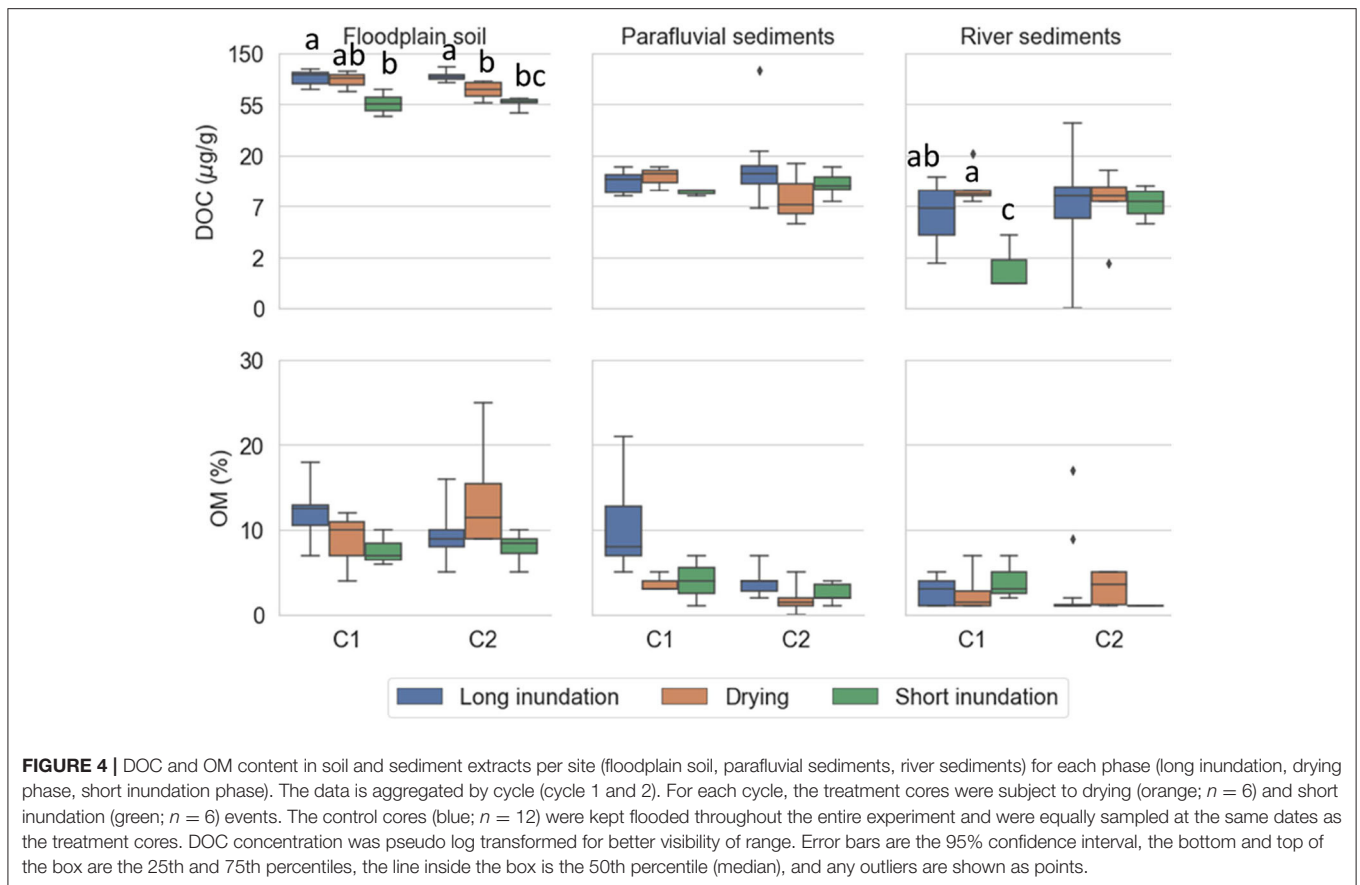 Floodplain soil
Parafluvial sediments
River sediments
150
55
20
7
2
0
DOC (µg/g)
a
ab
b
a
b
bc
ab
a
c
30
20
10
0
OM (%)
C1
C2
C1
C2
C1
C2
Long inundation
Drying
Short inundation
FIGURE 4 | DOC and OM content in soil and sediment extracts per site (floodplain soil, parafluvial sediments, river sediments) for each phase (long inundation, drying
phase, short inundation phase). The data is aggregated by cycle (cycle 1 and 2). For each cycle, the treatment cores were subject to drying (orange; n = 6) and short
inundation (green; n = 6) events. The control cores (blue; n = 12) were kept flooded throughout the entire experiment and were equally sampled at the same dates as
the treatment cores. DOC concentration was pseudo log transformed for better visibility of range. Error bars are the 95% confidence interval, the bottom and top of
the box are the 25th and 75th percentiles, the line inside the box is the 50th percentile (median), and any outliers are shown as points.